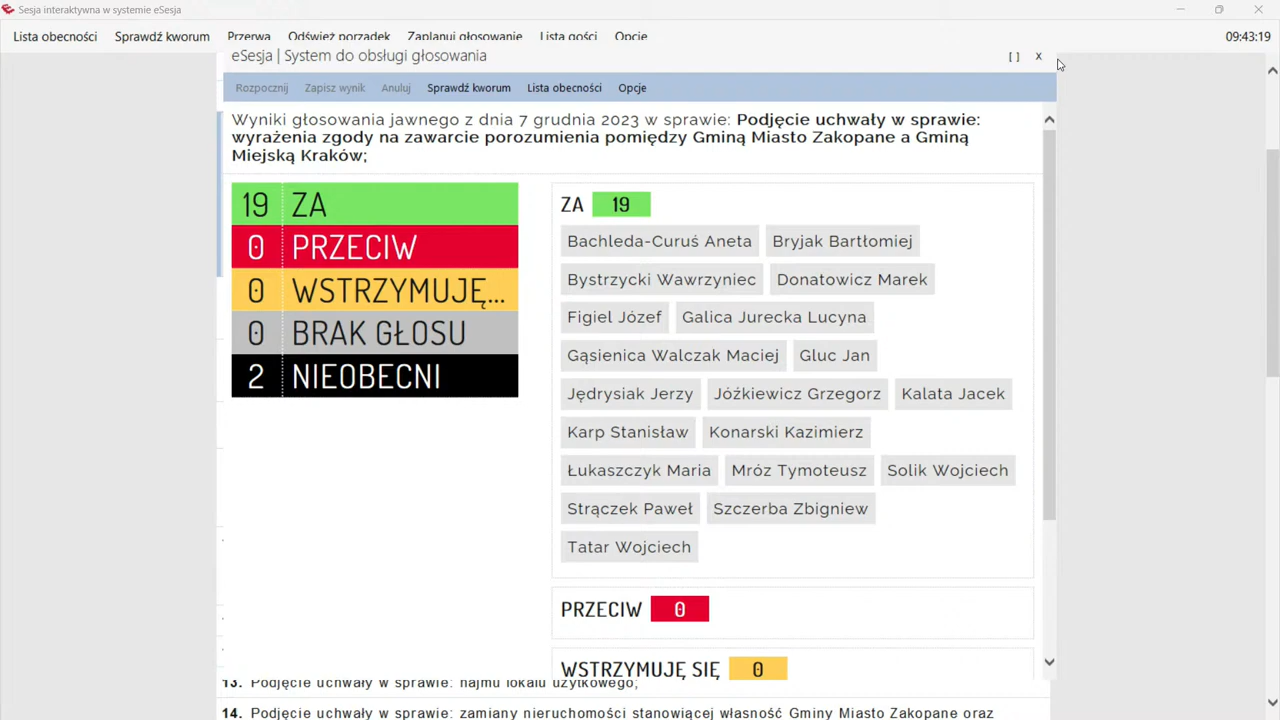 Sesja interaktywna w systemie eSesja
Lista obecności Sprawdź kworum Przerwa Odśwież porządek Zaplanuj głosowanie Lista gości Opcje 09:43:19
eSesja | System do obsługi głosowania [ ] X
Rozpocznij Zapisz wynik Anuluj Sprawdź kworum Lista obecności Opcje
Wyniki głosowania jawnego z dnia 7 grudnia 2023 w sprawie: Podjęcie uchwały w sprawie:
wyrażenia zgody na zawarcie porozumienia pomiędzy Gminą Miasto Zakopane a Gminą
Miejską Kraków;
19 ZA
0 PRZECIW
0 WSTRZYMUJĘ...
0 BRAK GŁOSU
2 NIEOBECNI
ZA 19
Bachleda-Curuś Aneta Bryjak Bartłomiej
Bystrzycki Wawrzyniec Donatowicz Marek
Figiel Józef Galica Jurecka Lucyna
Gąsienica Walczak Maciej Gluc Jan
Jędrysiak Jerzy Jóźkiewicz Grzegorz Kalata Jacek
Karp Stanisław Konarski Kazimierz
Łukaszczyk Maria Mróz Tymoteusz Solik Wojciech
Strączek Paweł Szczerba Zbigniew
Tatar Wojciech
PRZECIW 0
WSTRZYMUJĘ SIĘ 0
13. Podjęcie uchwały w sprawie: najmu lokalu użytkowego;
14. Podjęcie uchwały w sprawie: zamiany nieruchomości stanowiącej własność Gminy Miasto Zakopane oraz